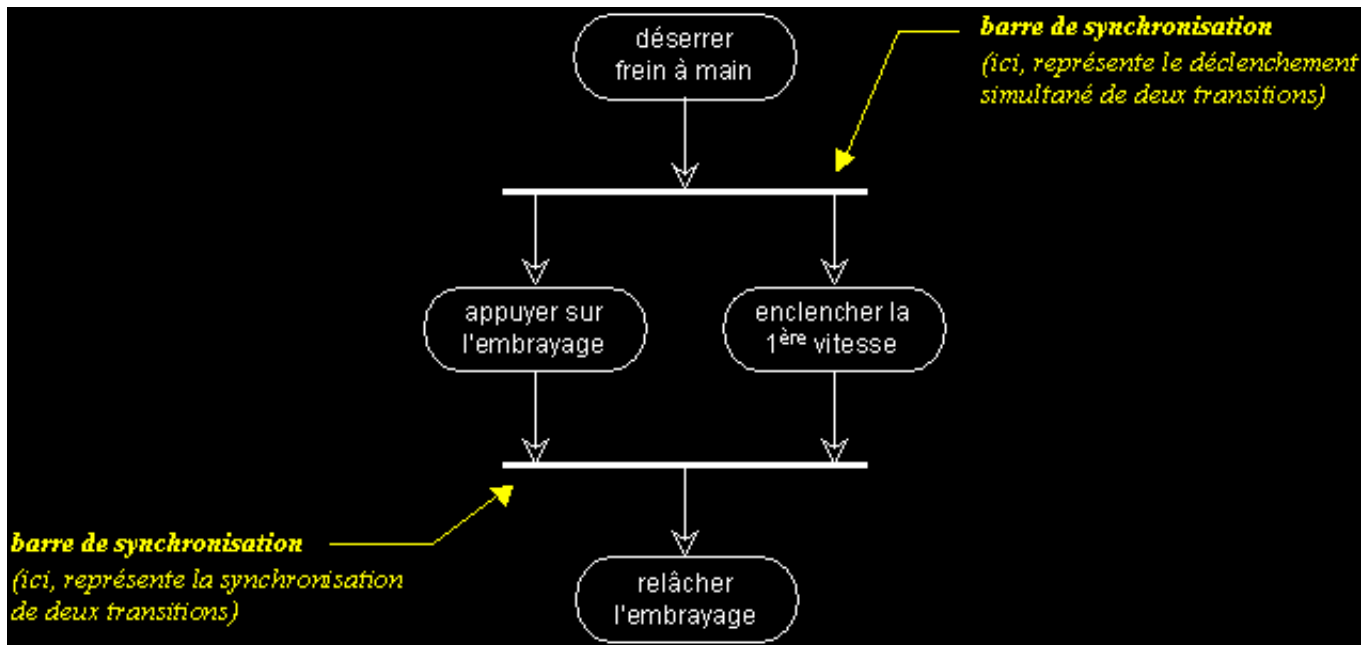 déserrer
frein à main
barre de synchronisation
(ici, représente le déclenchement
simultané de deux transitions)
appuyer sur
l'embrayage
enclencher la
1ère vitesse
barre de synchronisation
(ici, représente la synchronisation
de deux transitions)
relâcher
l'embrayage